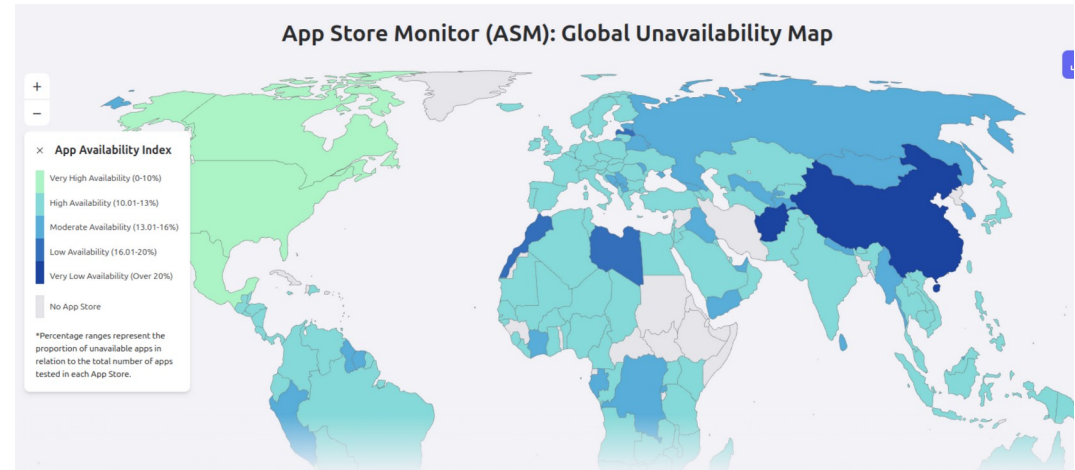 App Store Monitor (ASM): Global Unavailability Map
+
−
× App Availability Index
Very High Availability (0-10%)
High Availability (10.01-13%)
Moderate Availability (13.01-16%)
Low Availability (16.01-20%)
Very Low Availability (Over 20%)
No App Store
*Percentage ranges represent the
proportion of unavailable apps in
relation to the total number of apps
tested in each App Store.